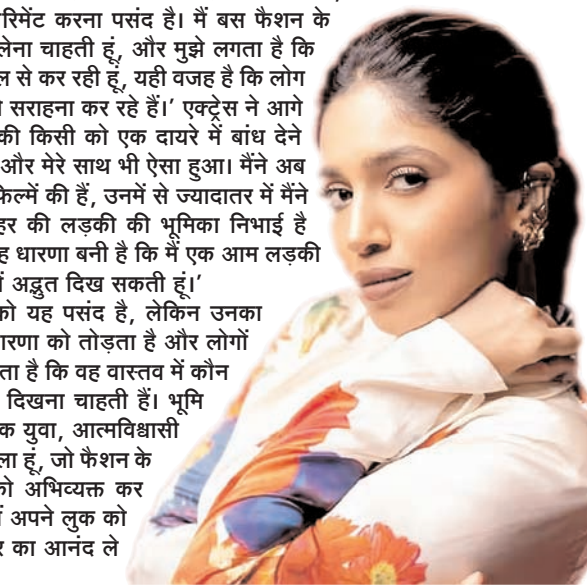 रिमेंट करना पसंद है। मैं बस फैशन के
लेना चाहती हूं, और मुझे लगता है कि
ल से कर रही हूं, यही वजह है कि लोग
सराहना कर रहे हैं।’ एक्ट्रेस ने आगे
की किसी को एक दायरे में बांध देने
और मेरे साथ भी ऐसा हुआ। मैंने अब
फिल्में की हैं, उनमें से ज्यादातर में मैंने
हर की लड़की की भूमिका निभाई है
ह धारणा बनी है कि मैं एक आम लड़की
में अद्भुत दिख सकती हूं।’
को यह पसंद है, लेकिन उनका
ारणा को तोड़ता है और लोगों
ता है कि वह वास्तव में कौन
दिखना चाहती हैं। भूमि
क युवा, आत्मविश्वासी
ला हूं, जो फैशन के
को अभिव्यक्त कर
अपने लुक को
र का आनंद ले